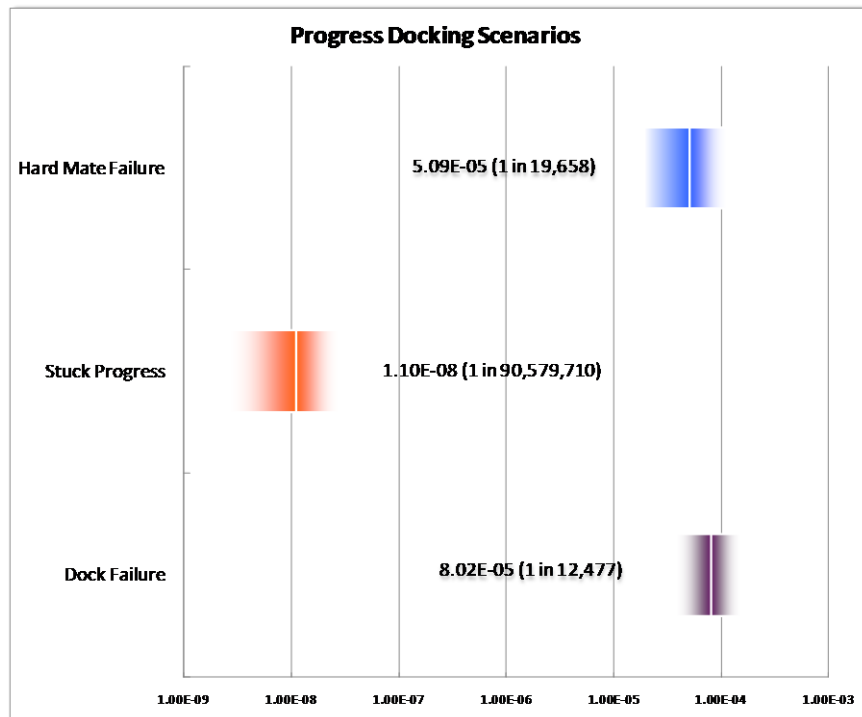 Progress Docking Scenarios
Hard Mate Failure
5.09E-05 (1 in 19,658)
Stuck Progress
1.10E-08 (1 in 90,579,710)
Dock Failure
8.02E-05 (1 in 12,477)
1.00E-09 1.00E-08 1.00E-07 1.00E-06 1.00E-05 1.00E-04 1.00E-03